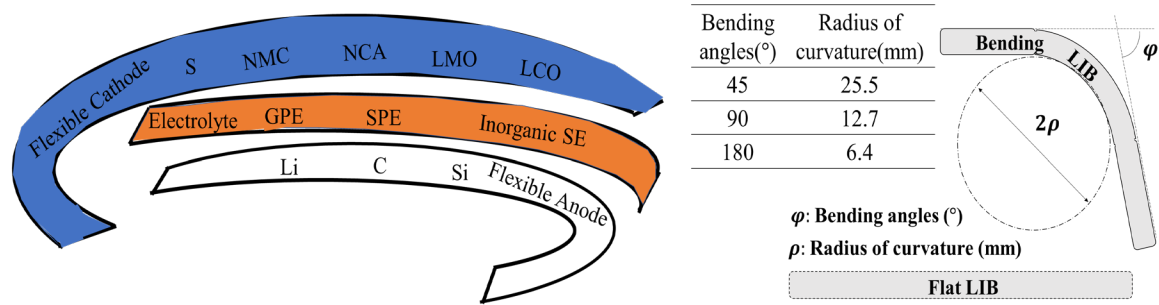 Flexible Cathode S NMC NCA LMO LCO
Electrolyte GPE SPE Inorganic SE
Li C Si Flexible Anode
Bending angles(°) Radius of curvature(mm)
45 25.5
90 12.7
180 6.4
Bending LIB
φ
2ρ
φ: Bending angles (°)
ρ: Radius of curvature (mm)
Flat LIB